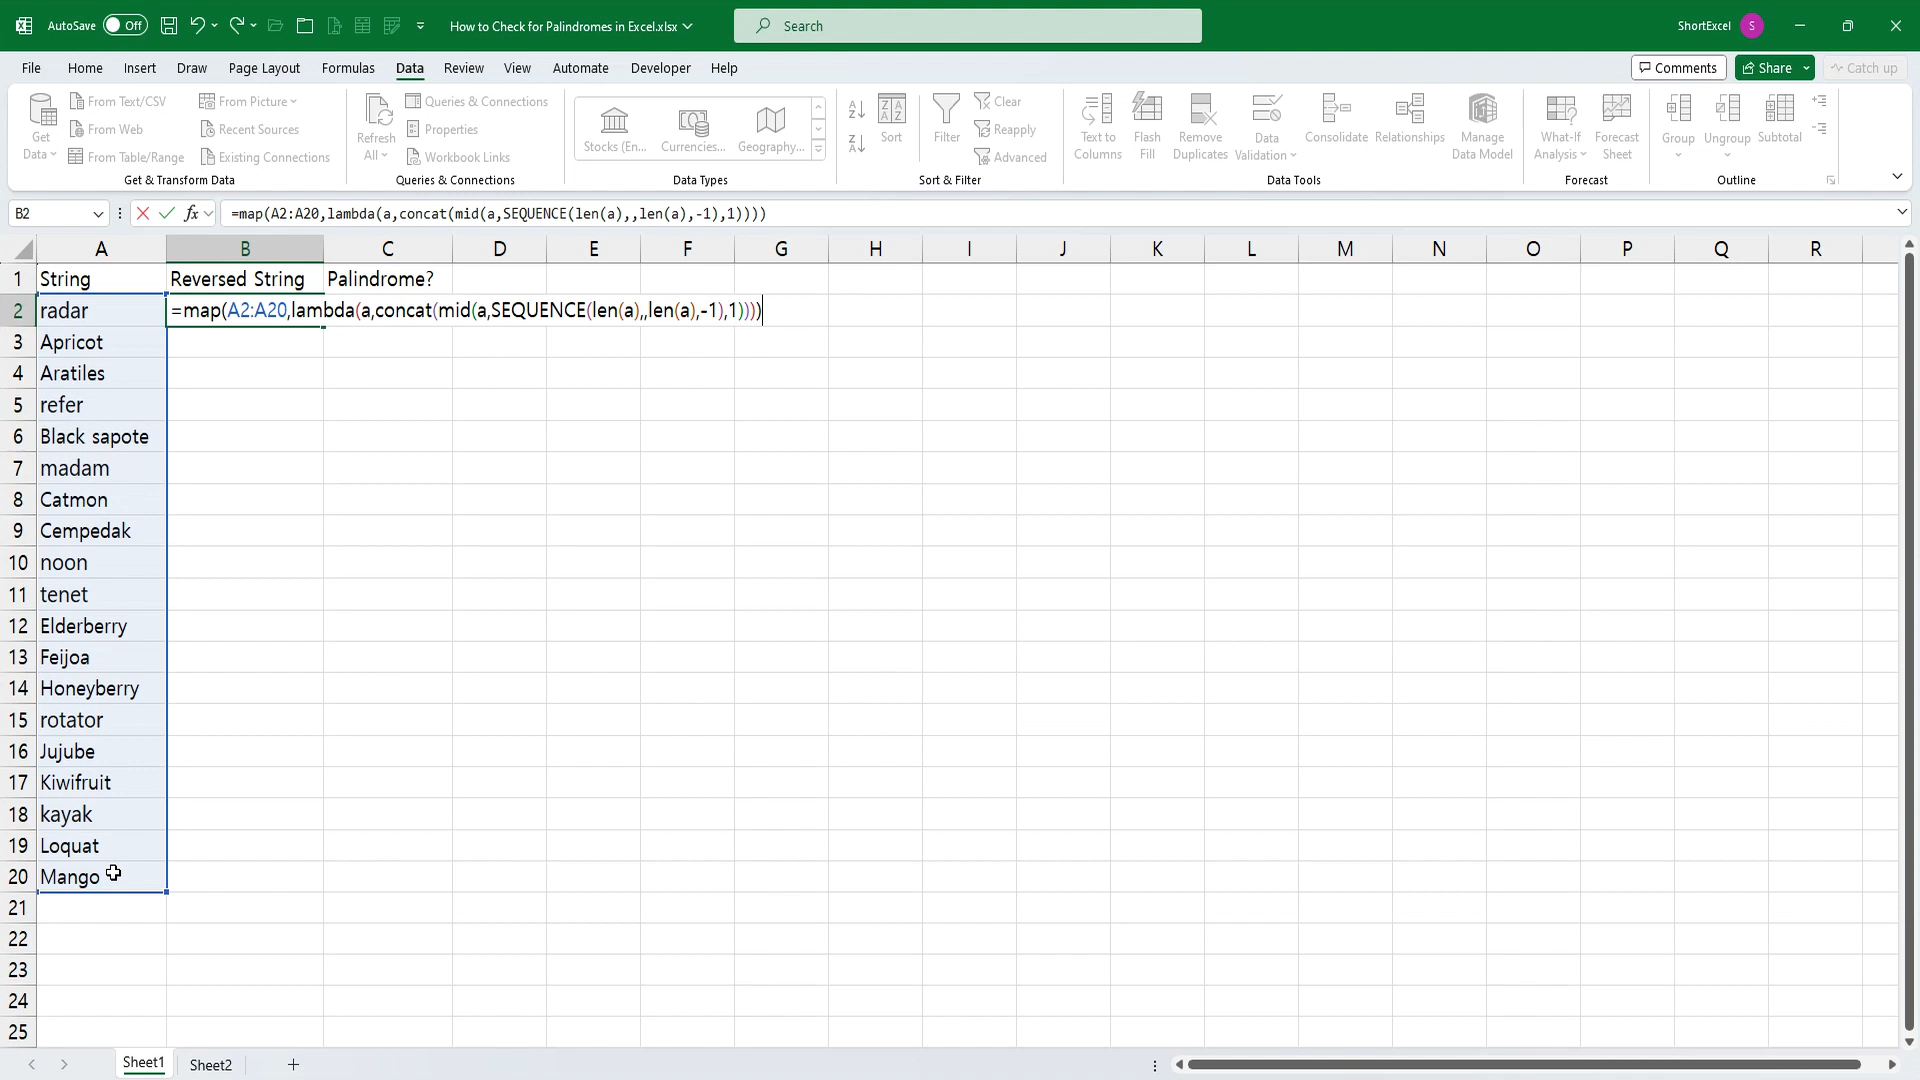 AutoSave Off How to Check for Palindromes in Excel.xlsx Search ShortExcel S
File Home Insert Draw Page Layout Formulas Data Review View Automate Developer Help Comments Share Catch up
Get Data From Text/CSV From Web From Table/Range From Picture Recent Sources Existing Connections
Get & Transform Data
Refresh All Queries & Connections Properties Workbook Links
Queries & Connections
Stocks (En... Currencies... Geography...
Data Types
Sort Filter Clear Reapply Advanced
Sort & Filter
Text to Columns Flash Fill Remove Duplicates Data Validation Consolidate Relationships Manage Data Model
Data Tools
What-If Analysis Forecast Sheet
Forecast
Group Ungroup Subtotal
Outline
B2 fx =map(A2:A20,lambda(a,concat(mid(a,SEQUENCE(len(a),,len(a),-1),1))))
A B C D E F G H I J K L M N O P Q R
1 String Reversed String Palindrome?
2 radar =map(A2:A20,lambda(a,concat(mid(a,SEQUENCE(len(a),,len(a),-1),1))))
3 Apricot
4 Aratiles
5 refer
6 Black sapote
7 madam
8 Catmon
9 Cempedak
10 noon
11 tenet
12 Elderberry
13 Feijoa
14 Honeyberry
15 rotator
16 Jujube
17 Kiwifruit
18 kayak
19 Loquat
20 Mango
21
22
23
24
25
Sheet1 Sheet2